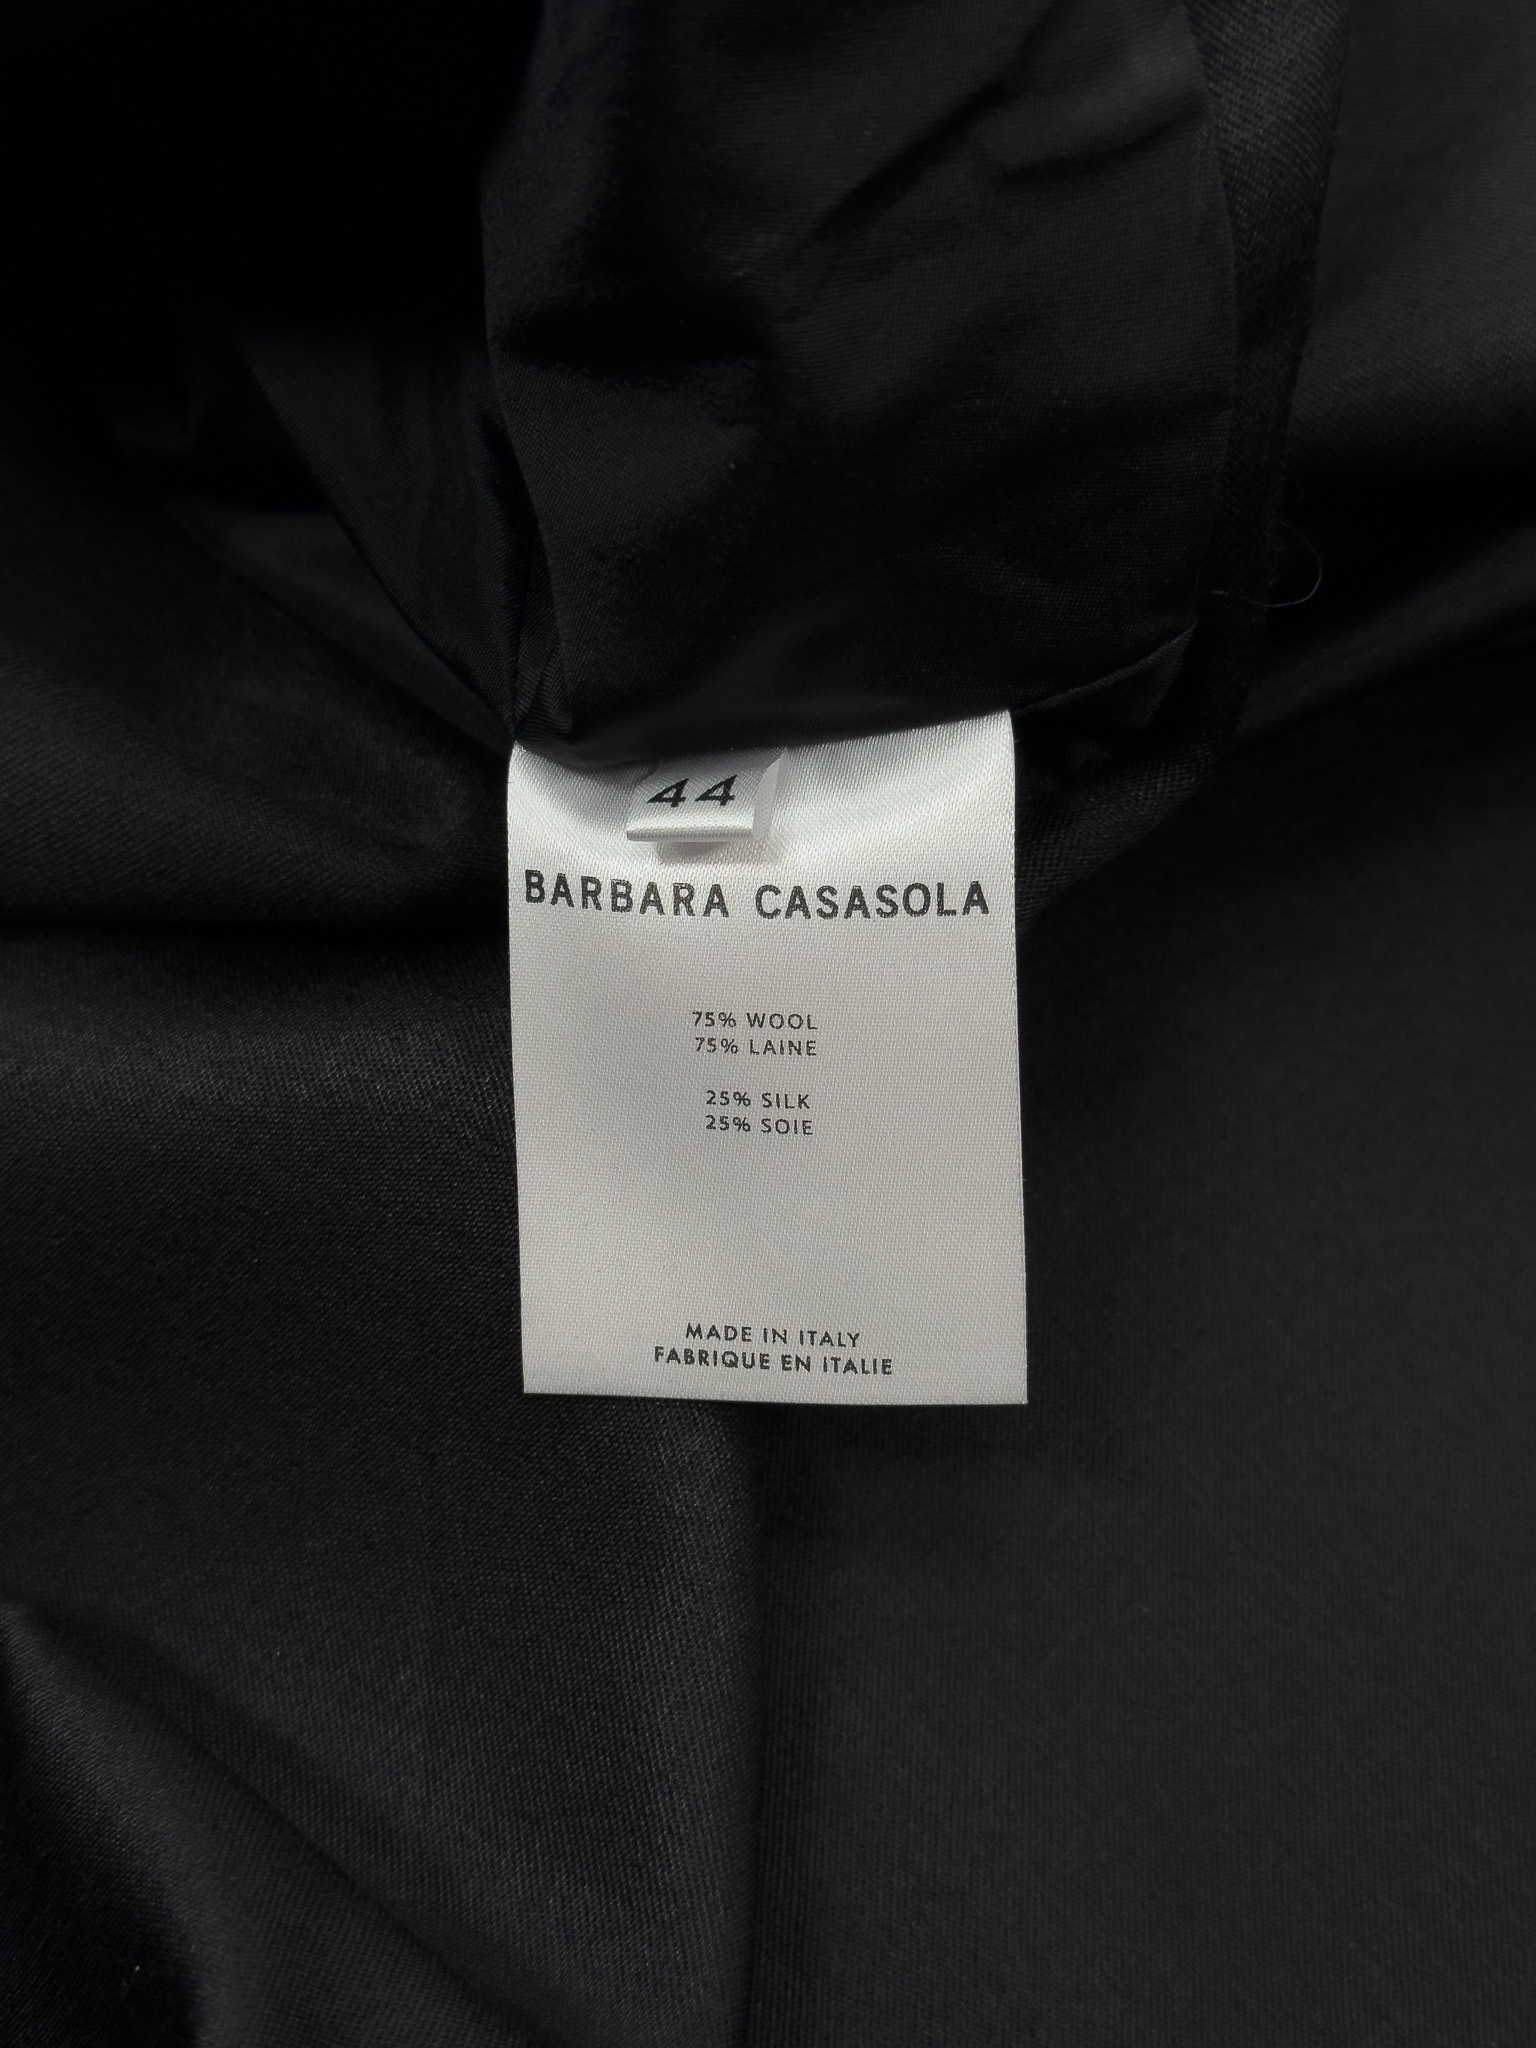 44
BARBARA CASASOLA
75% WOOL
75% LAINE
25% SILK
25% SOIE
MADE IN ITALY
FABRIQUE EN ITALIE